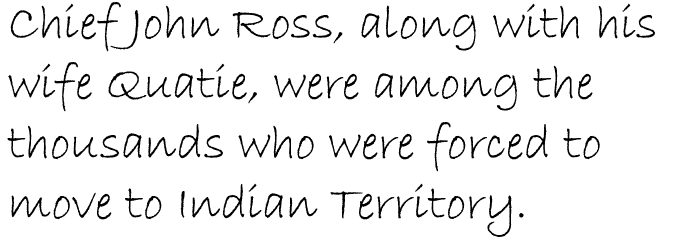 Chief John Ross, along with his
wife Quatie, were among the
thousands who were forced to
move to Indian Territory.